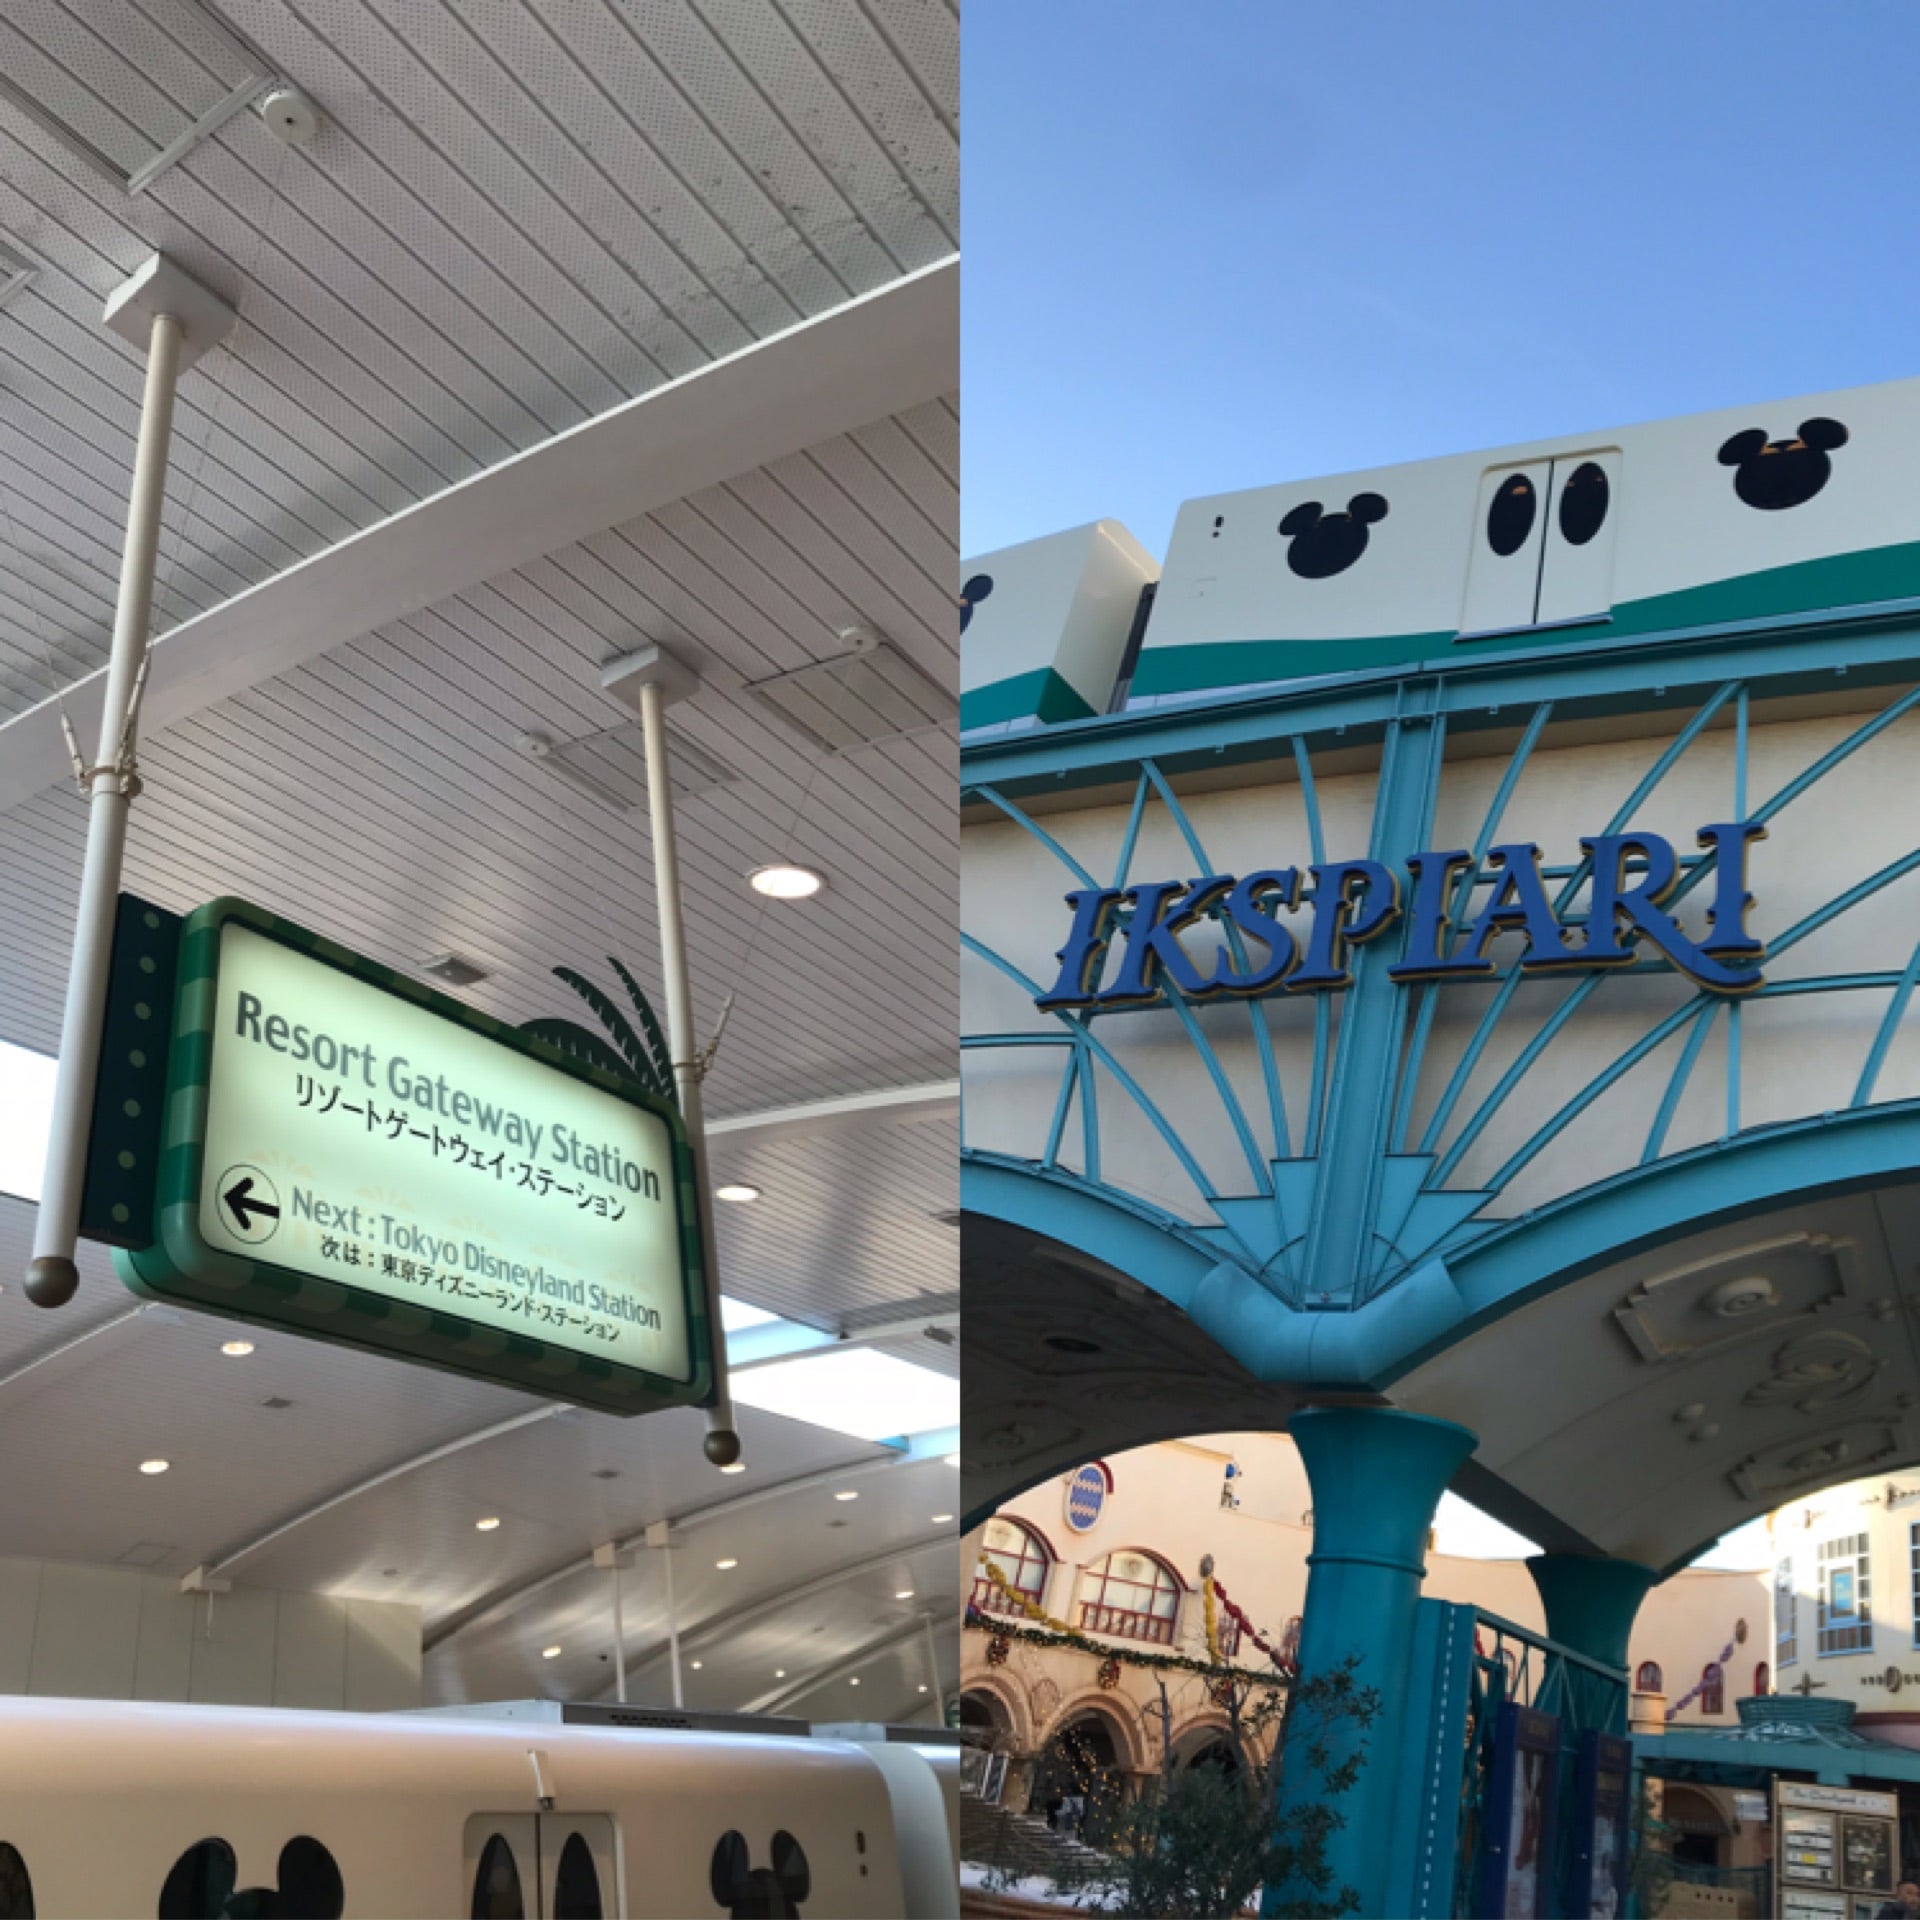 Resort Gateway Station
リゾートゲートウェイ・ステーション
Next : Tokyo Disneyland Station
次は : 東京ディズニーランド・ステーション
IKSPIARI
The Courtyard